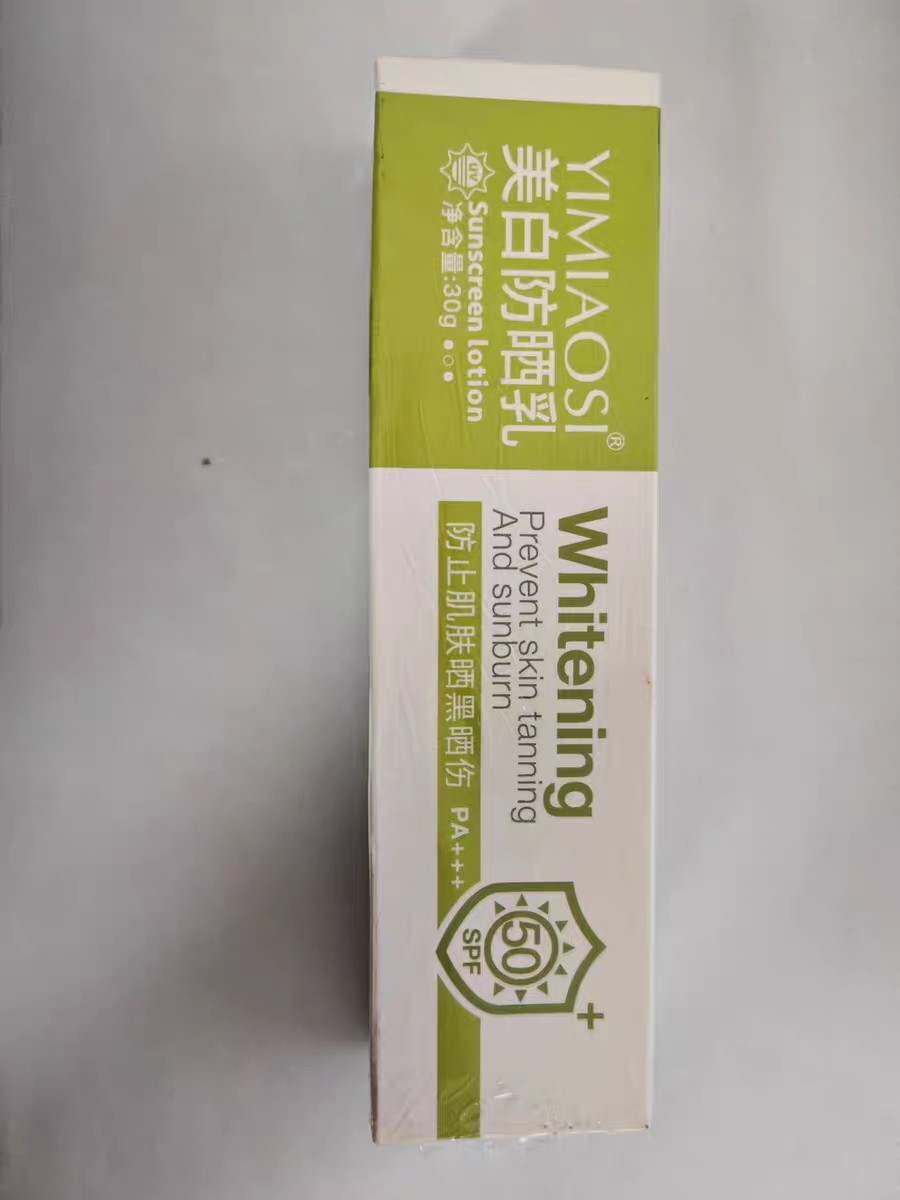 YIMIAOSI®
美白防晒乳
UV
Sunscreen lotion
净含量:30g
Whitening
Prevent skin tanning
And sunburn
防止肌肤晒黑晒伤 PA+++
50
SPF
+